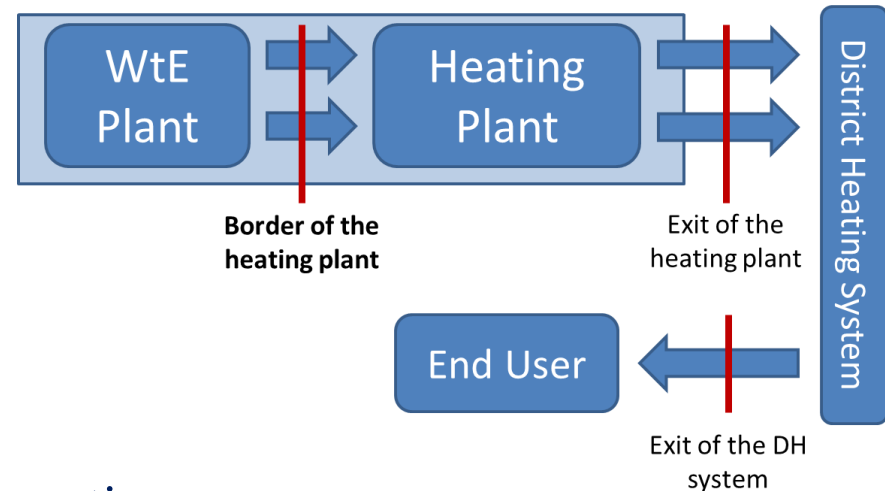 WtE
Plant
Heating
Plant
District Heating System
Border of the
heating plant
Exit of the
heating plant
End User
Exit of the DH
system